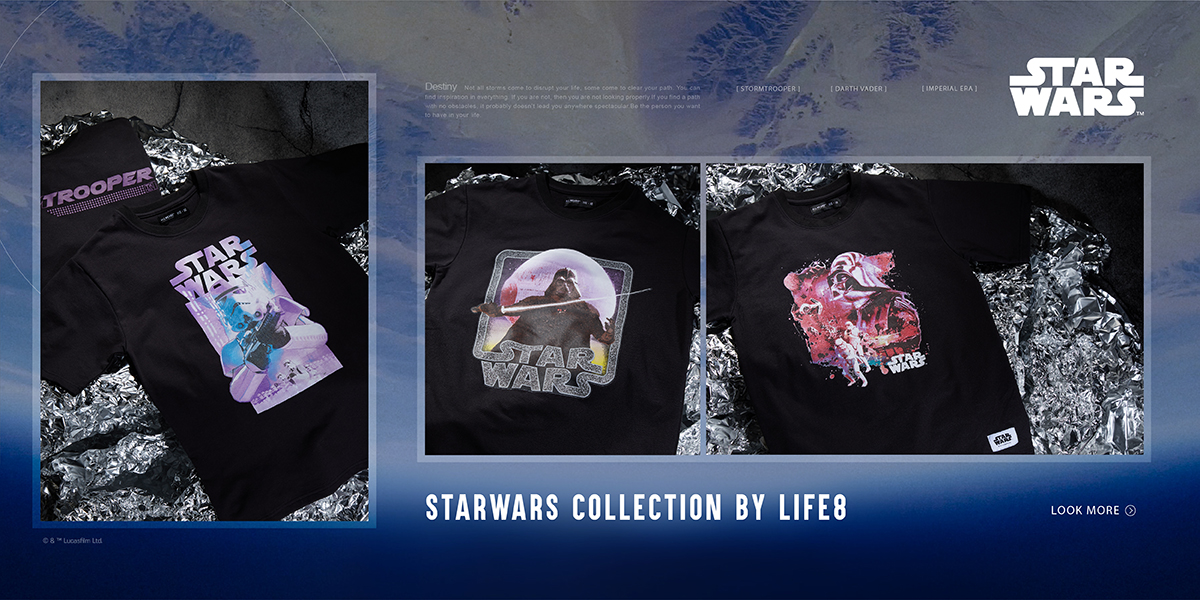 Destiny Not all storms come to disrupt your life, some come to clear your path. You can
find inspiration in everything. If you are not, then you are not looking properly if you find a path
with no obstacles, it probably doesn't lead you anywhere spectacular. Be the person you want
to have in your life.
[ STORMTROOPER ]
[ DARTH VADER ]
[ IMPERIAL ERA ]
STAR
WARS
TM
TROOPER
STAR
WARS
STAR
WARS
STAR
WARS
STAR
WARS
STARWARS COLLECTION BY LIFE8
LOOK MORE
© & ™ Lucasfilm Ltd.